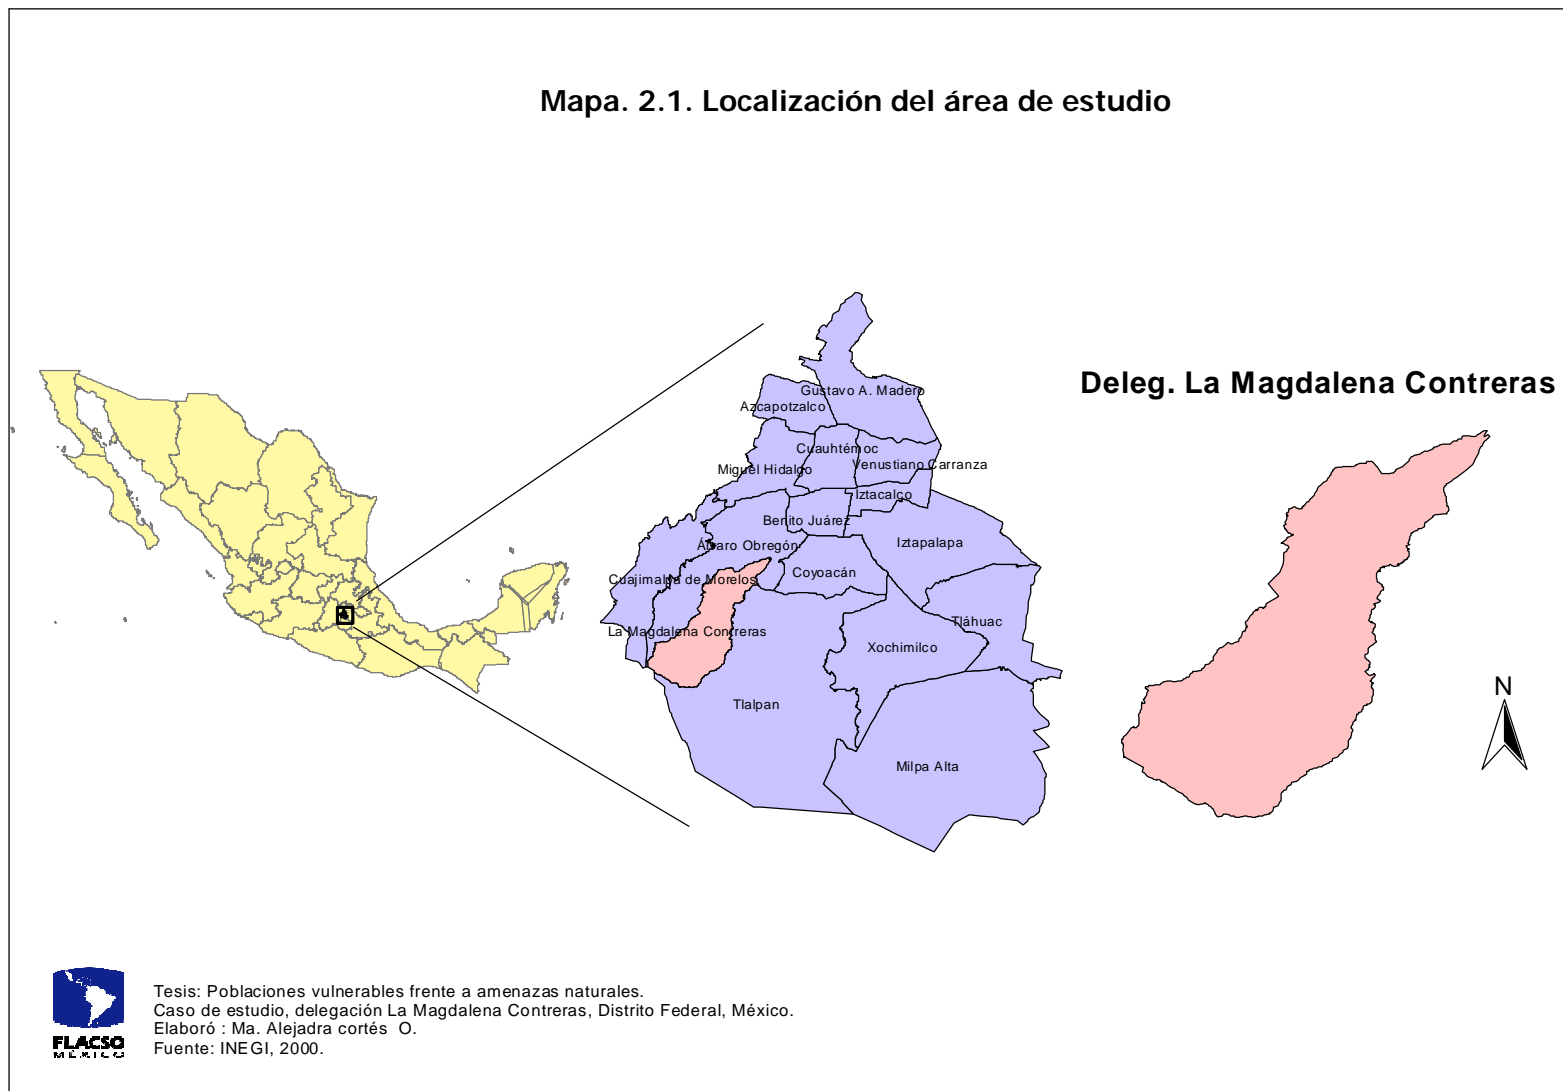 Mapa. 2.1. Localización del área de estudio
Deleg. La Magdalena Contreras
Gustavo A. Madero
Azcapotzalco
Cuauhtémoc
Miguel Hidalgo
Venustiano Carranza
Iztacalco
Benito Juárez
Álvaro Obregón
Iztapalapa
Coyoacán
Cuajimalpa de Morelos
La Magdalena Contreras
Tláhuac
Xochimilco
Tlalpan
Milpa Alta
N
FLACSO
MÉXICO
Tesis: Poblaciones vulnerables frente a amenazas naturales.
Caso de estudio, delegación La Magdalena Contreras, Distrito Federal, México.
Elaboró : Ma. Alejadra cortés O.
Fuente: INEGI, 2000.